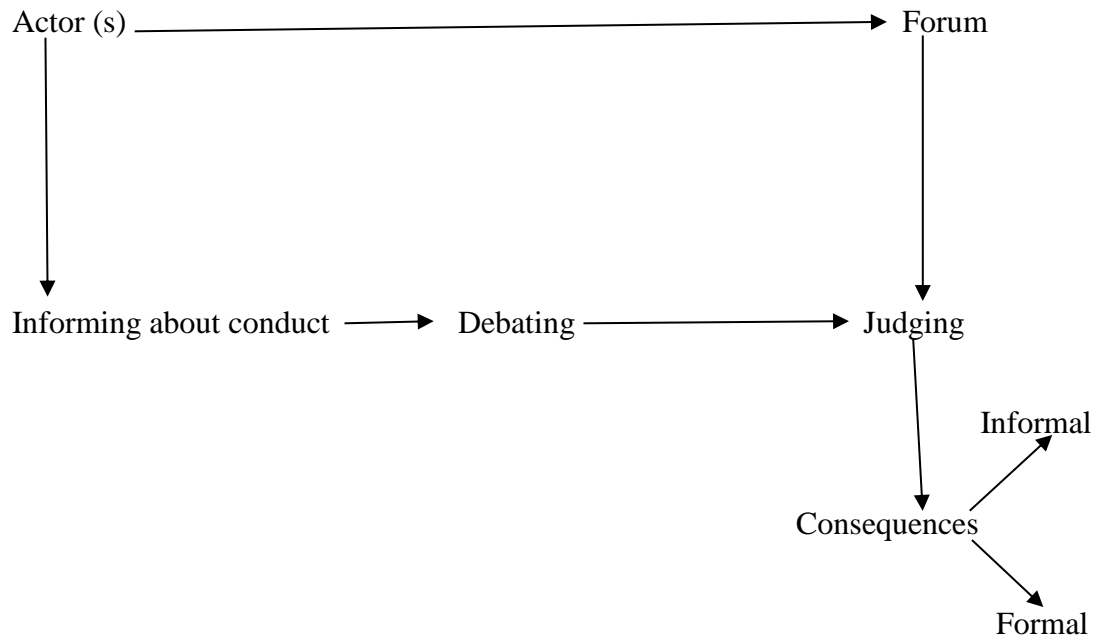 Actor (s)
Forum
Informing about conduct
Debating
Judging
Informal
Consequences
Formal